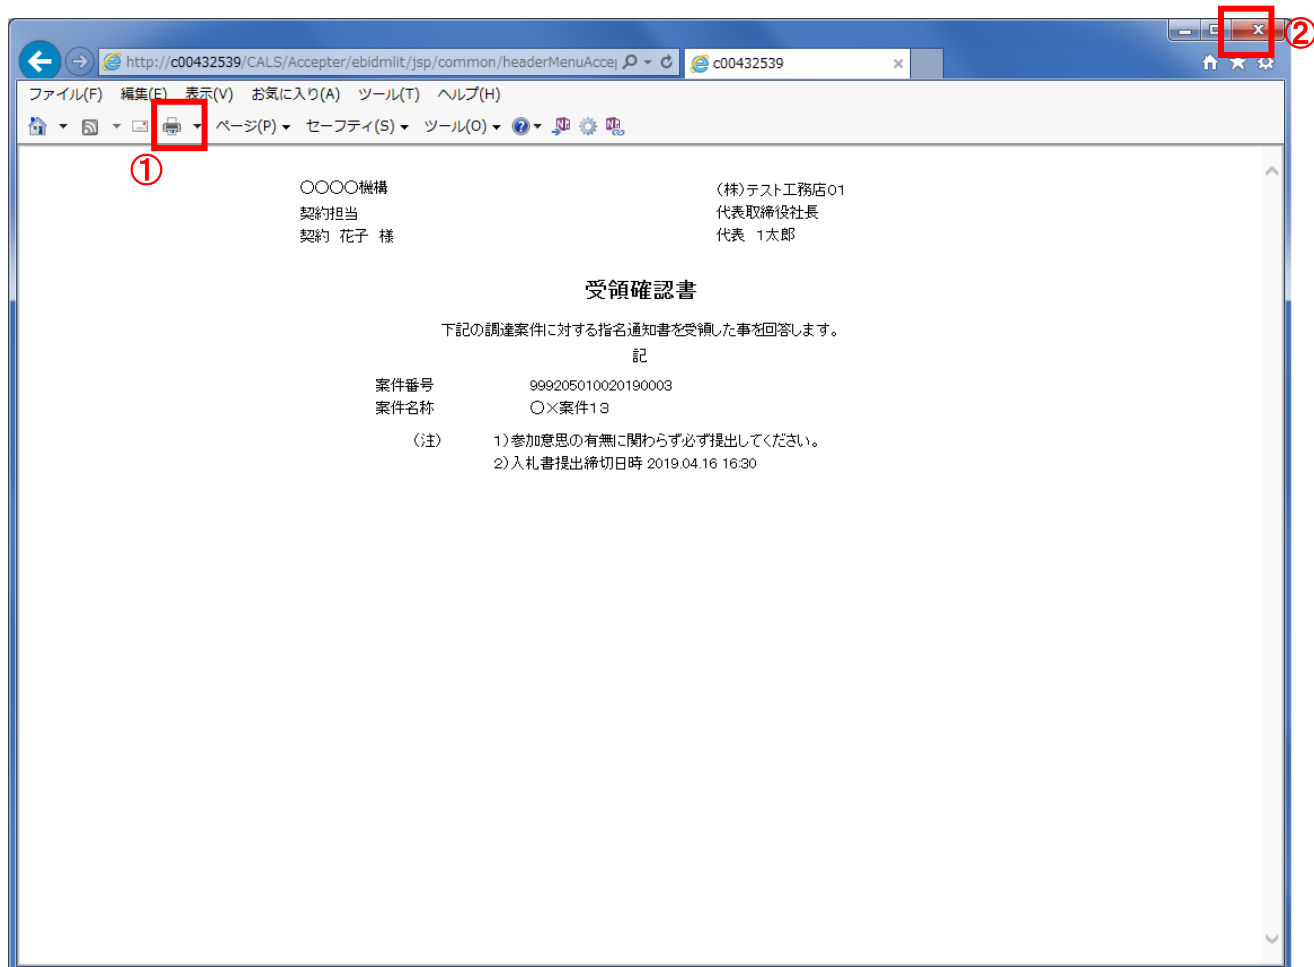 ②
http://c00432539/CALS/Accepter/ebidmlit/jsp/common/headerMenuAcce
c00432539
ファイル(F) 編集(E) 表示(V) お気に入り(A) ツール(T) ヘルプ(H)
ページ(P) セーフティ(S) ツール(O)
①
〇〇〇〇機構 (株)テスト工務店01
契約担当 代表取締役社長
契約 花子 様 代表 1太郎
受領確認書
下記の調達案件に対する指名通知書を受領した事を回答します。
記
案件番号 999205010020190003
案件名称 〇×案件13
(注) 1)参加意思の有無に関わらず必ず提出してください。
2)入札書提出締切日時 2019.04.16 16:30